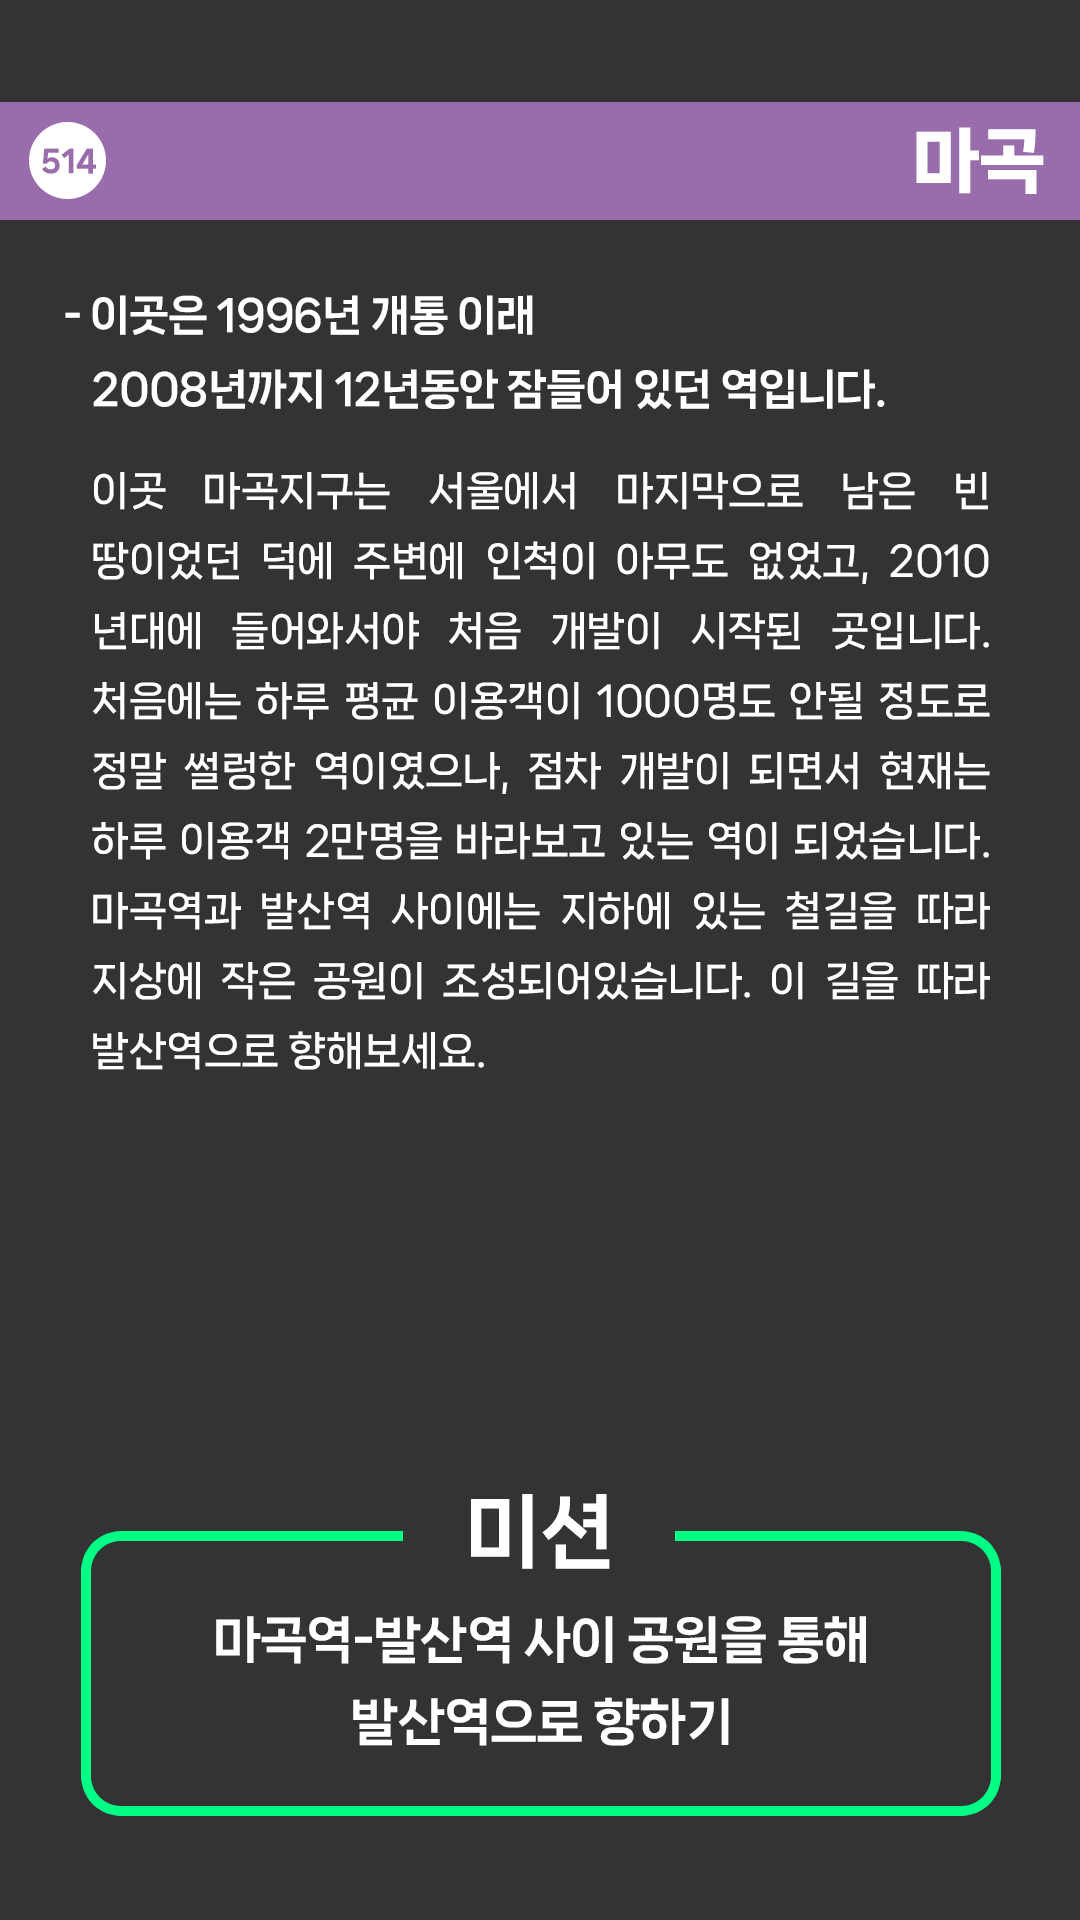 514
마곡
- 이곳은 1996년 개통 이래
2008년까지 12년동안 잠들어 있던 역입니다.
이곳 마곡지구는 서울에서 마지막으로 남은 빈
땅이었던 덕에 주변에 인척이 아무도 없었고, 2010
년대에 들어와서야 처음 개발이 시작된 곳입니다.
처음에는 하루 평균 이용객이 1000명도 안될 정도로
정말 썰렁한 역이였으나, 점차 개발이 되면서 현재는
하루 이용객 2만명을 바라보고 있는 역이 되었습니다.
마곡역과 발산역 사이에는 지하에 있는 철길을 따라
지상에 작은 공원이 조성되어있습니다. 이 길을 따라
발산역으로 향해보세요.
미션
마곡역-발산역 사이 공원을 통해
발산역으로 향하기